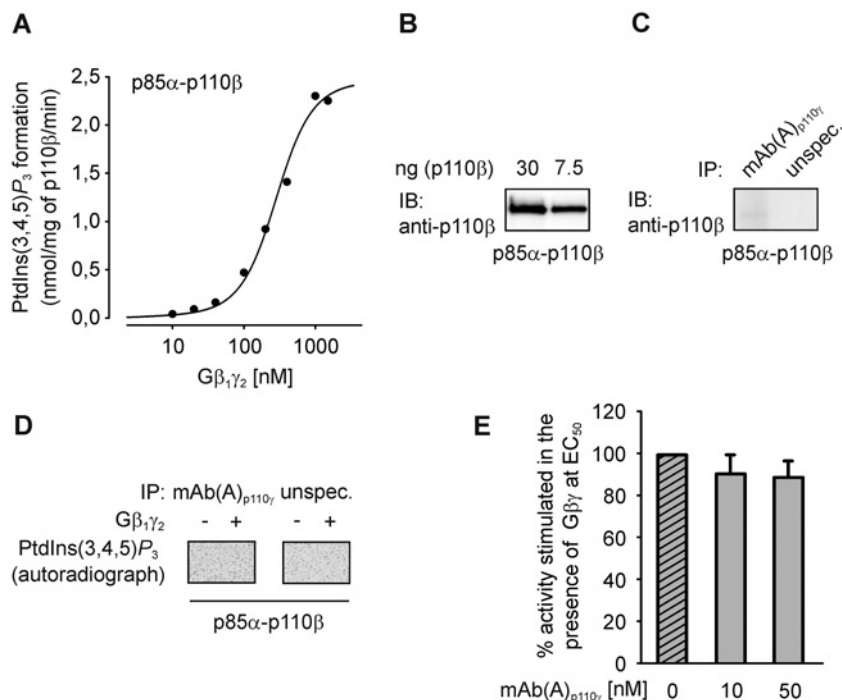 A
PtdIns(3,4,5)P3 formation
(nmol/mg of p110β/min)
p85α-p110β
2,5
2,0
1,5
1,0
0,5
0,0
10 100 1000
Gβ1γ2 [nM]
B
ng (p110β) 30 7.5
IB:
anti-p110β
p85α-p110β
C
IP: mAb(A)p110γ unspec.
IB:
anti-p110β
p85α-p110β
D
IP: mAb(A)p110γ unspec.
Gβ1γ2 - + - +
PtdIns(3,4,5)P3
(autoradiograph)
p85α-p110β
E
% activity stimulated in the
presence of Gβγ at EC50
120
100
80
60
40
20
0
mAb(A)p110γ [nM] 0 10 50